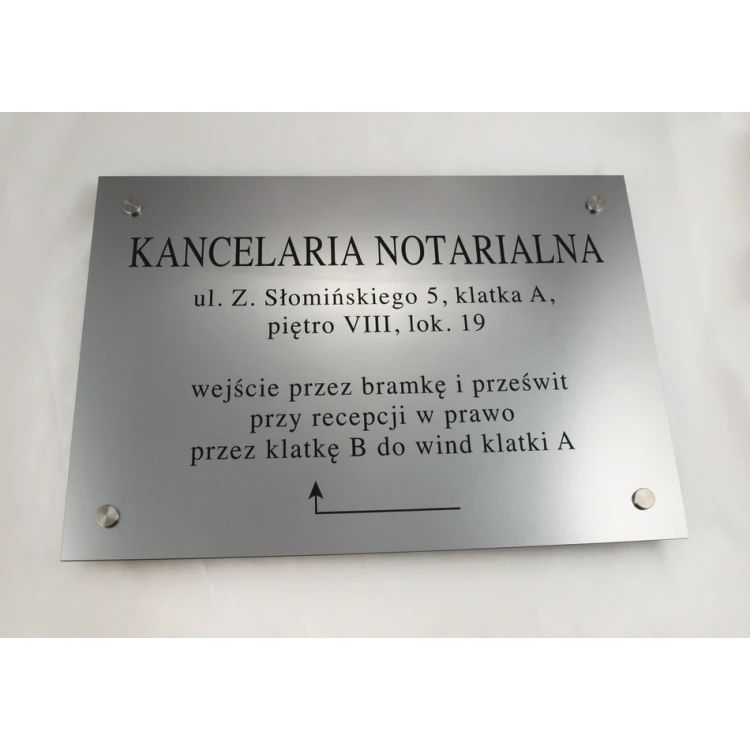 KANCELARIA NOTARIALNA
ul. Z. Słomińskiego 5, klatka A,
piętro VIII, lok. 19
wejście przez bramkę i prześwit
przy recepcji w prawo
przez klatkę B do wind klatki A